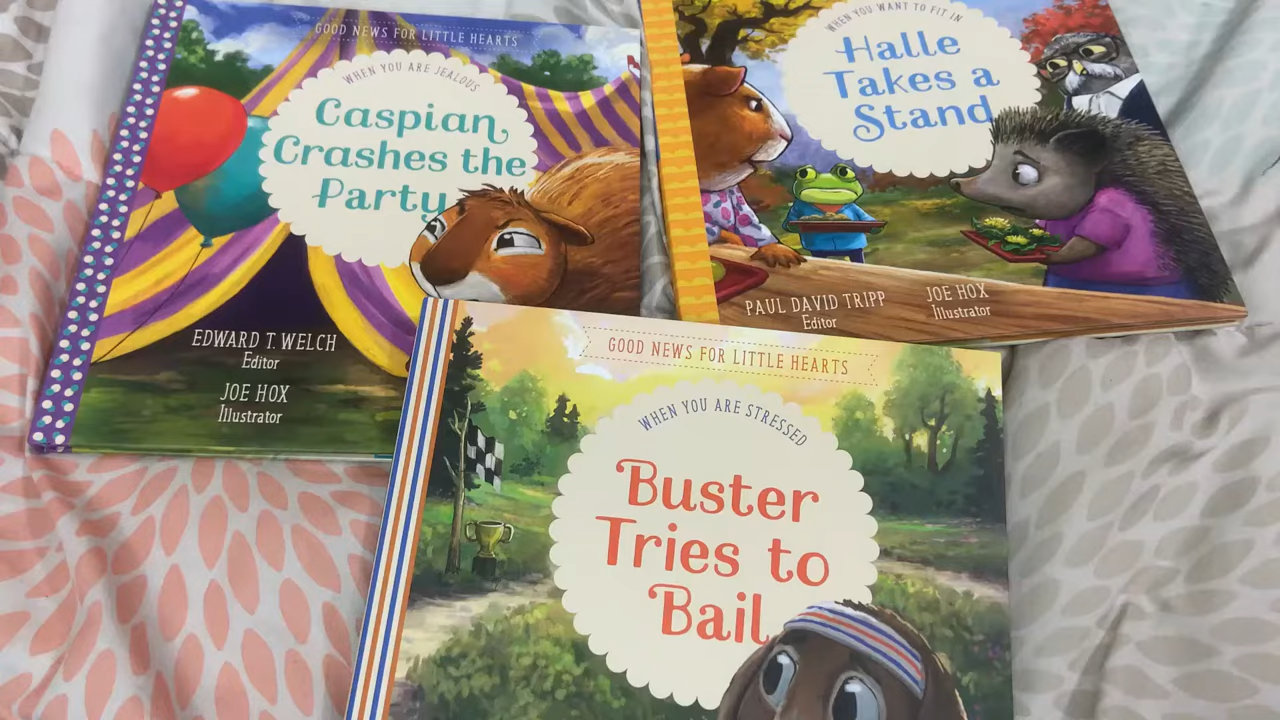 GOOD NEWS FOR LITTLE HEARTS
WHEN YOU ARE JEALOUS
Caspian
Crashes the
Party
EDWARD T. WELCH
Editor
JOE HOX
Illustrator
WHEN YOU WANT TO FIT IN
Halle
Takes a
Stand
PAUL DAVID TRIPP
Editor
JOE HOX
Illustrator
GOOD NEWS FOR LITTLE HEARTS
WHEN YOU ARE STRESSED
Buster
Tries to
Bail